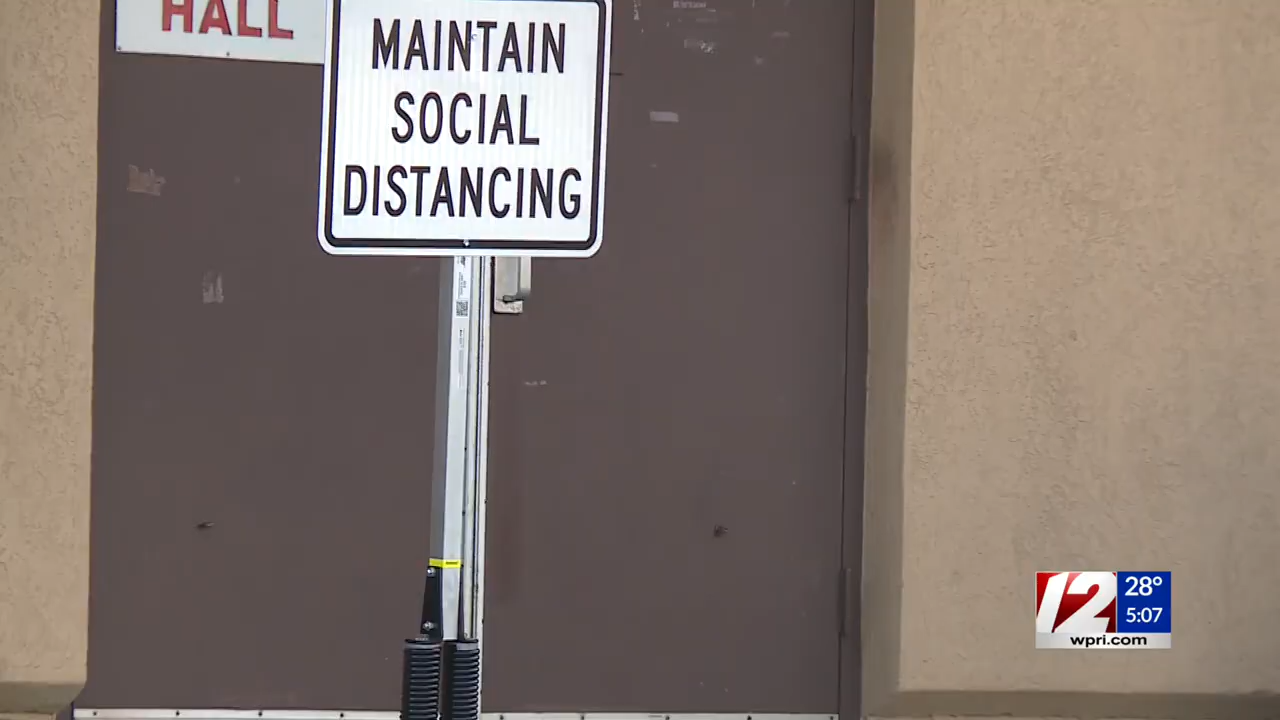 HALL
MAINTAIN
SOCIAL
DISTANCING
12
28°
5:07
wpri.com